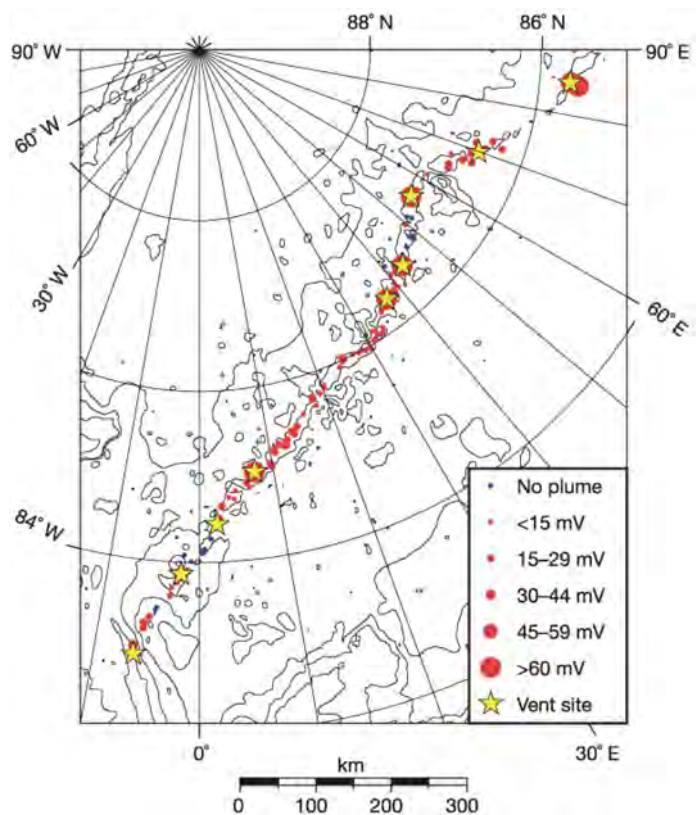 88° N
86° N
90° W
90° E
60° W
30° W
60° E
84° W
No plume
<15 mV
15–29 mV
30–44 mV
45–59 mV
>60 mV
Vent site
0°
30° E
km
0 100 200 300